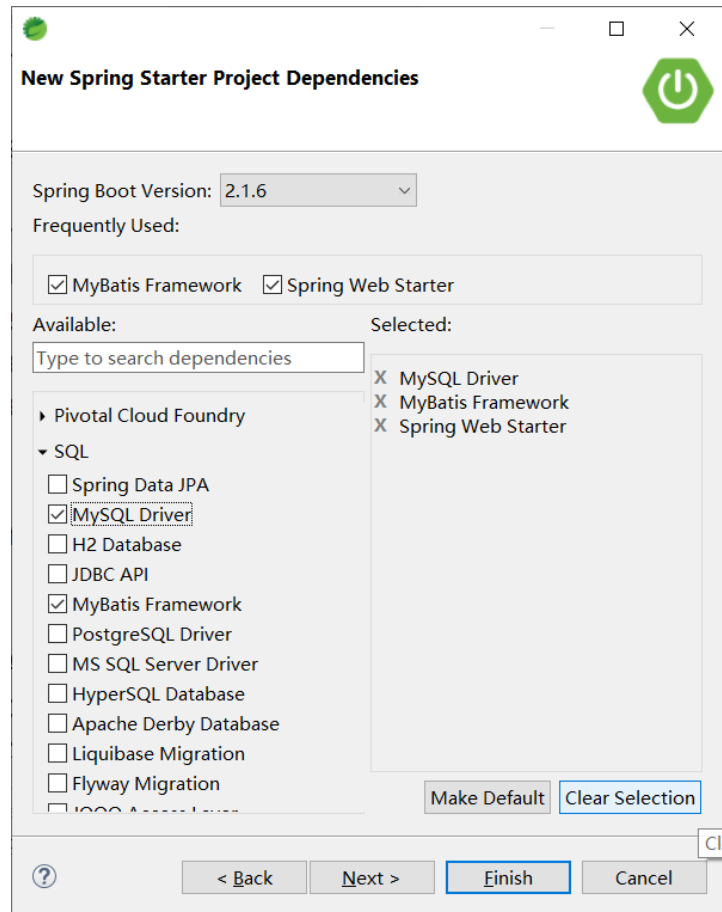 New Spring Starter Project Dependencies
Spring Boot Version: 2.1.6
Frequently Used:
MyBatis Framework Spring Web Starter
Available:
Selected:
Type to search dependencies
Pivotal Cloud Foundry
SQL
Spring Data JPA
MySQL Driver
H2 Database
JDBC API
MyBatis Framework
PostgreSQL Driver
MS SQL Server Driver
HyperSQL Database
Apache Derby Database
Liquibase Migration
Flyway Migration
X MySQL Driver
X MyBatis Framework
X Spring Web Starter
Make Default Clear Selection
Cl
? < Back Next > Finish Cancel